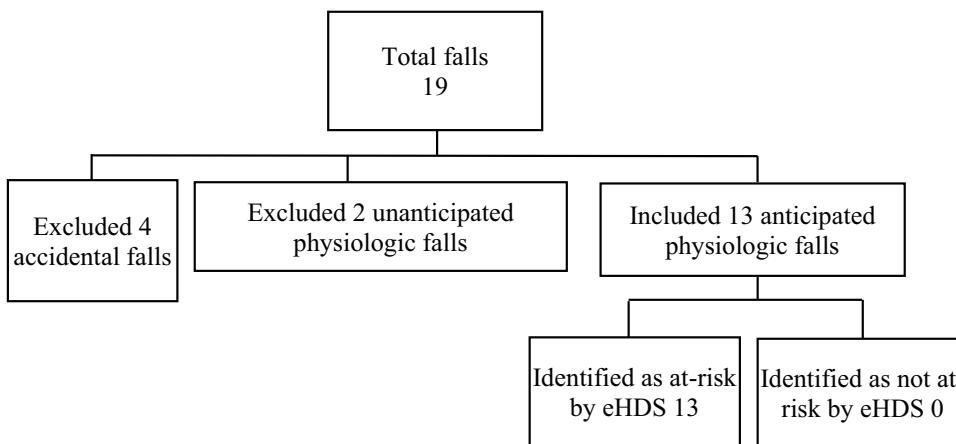 Total falls
19
Excluded 4
accidental falls
Excluded 2 unanticipated
physiologic falls
Included 13 anticipated
physiologic falls
Identified as at-risk
by eHDS 13
Identified as not at
risk by eHDS 0